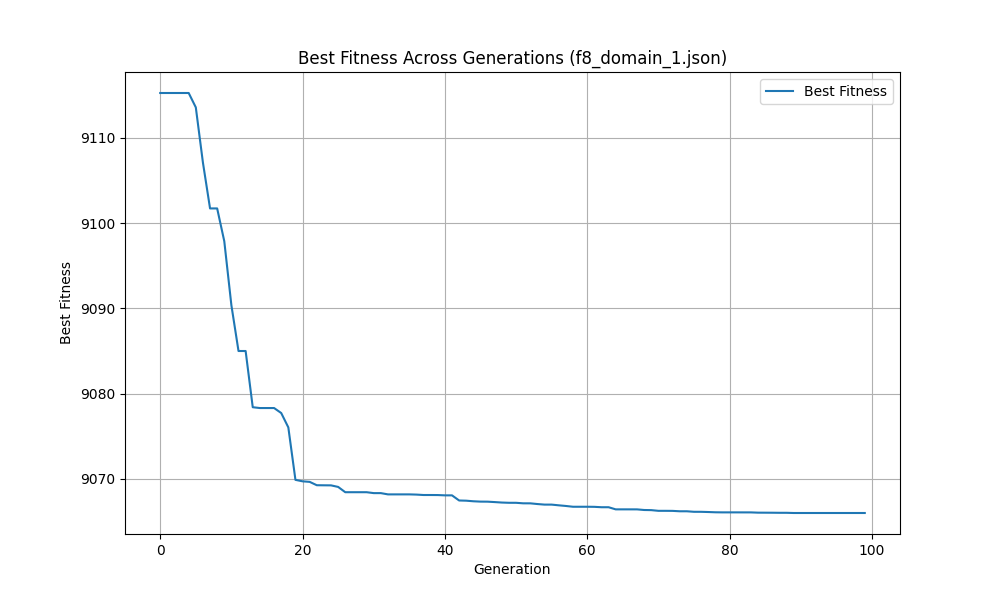 Best Fitness Across Generations (f8_domain_1.json)
Best Fitness
9110
9100
9090
9080
9070
Best Fitness
0 20 40 60 80 100
Generation